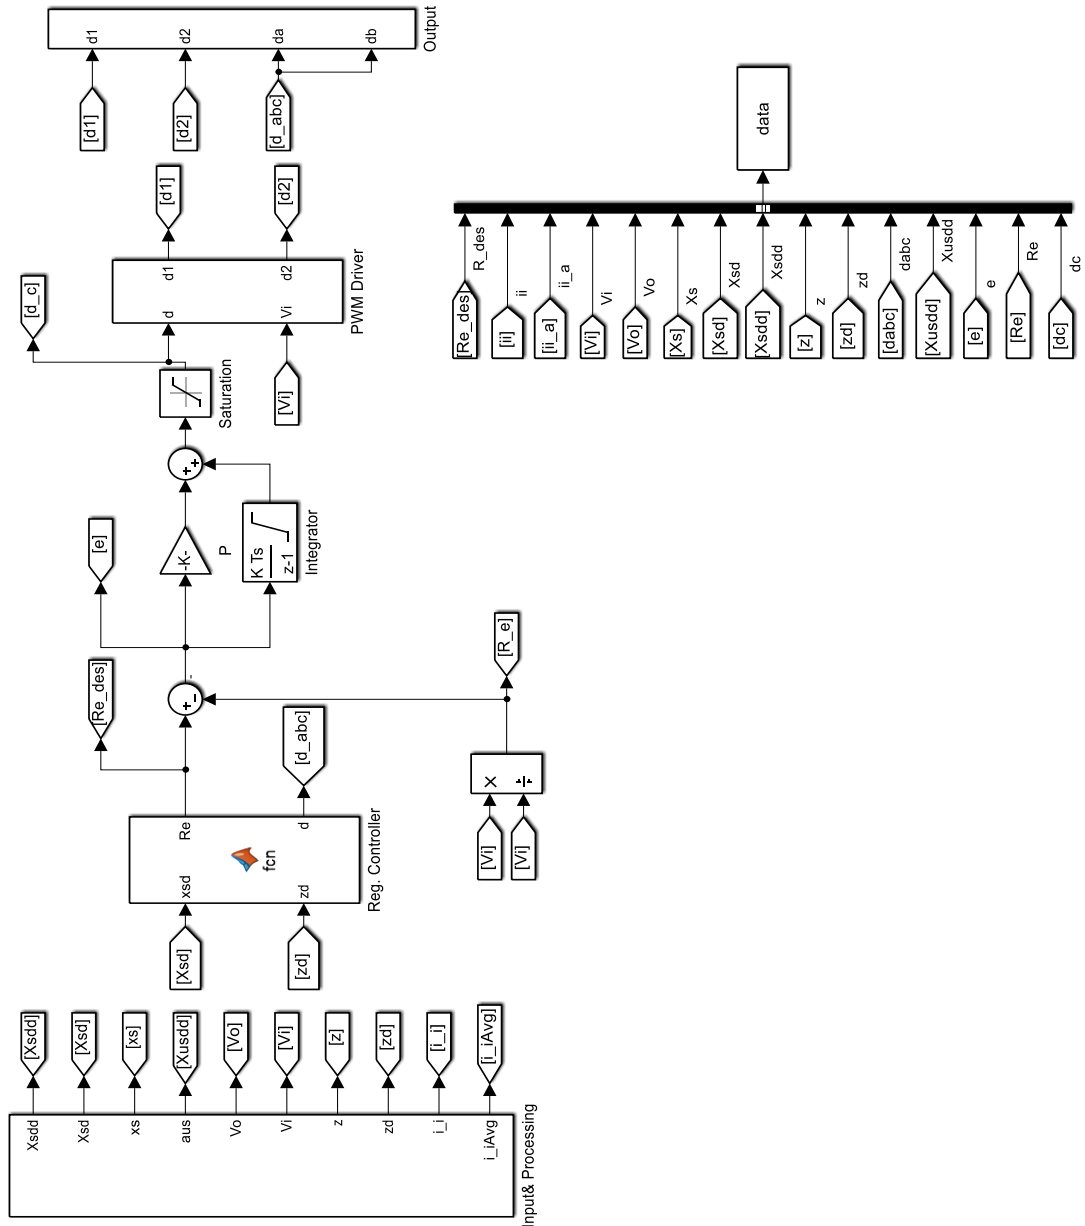 Xsdd
Xsd
xs
aus
Vo
Vi
z
zd
i_i
i_iAvg
Input& Processing
[Xsdd]
[Xsd]
[xs]
[Xusdd]
[Vo]
[Vi]
[z]
[zd]
[i_i]
[i_iAvg]
[Xsd]
[zd]
xsd
zd
fcn
Re
d
Reg. Controller
[Re_des]
[d_abc]
[Vi]
[Vi]
×
÷
[R_e]
+
-
-
[e]
-K-
P
K Ts
z-1
Integrator
+
+
Saturation
[d_c]
[Vi]
d
Vi
d1
d2
PWM Driver
[d1]
[d2]
[d1]
[d2]
[d_abc]
d1
d2
da
db
Output
[Re_des]
[ii]
[ii_a]
[Vi]
[Vo]
[Xs]
[Xsd]
[Xsdd]
[z]
[zd]
[dabc]
[Xusdd]
[e]
[Re]
[dc]
R_des
ii
ii_a
Vi
Vo
Xs
Xsd
Xsdd
z
zd
dabc
Xusdd
e
Re
dc
data